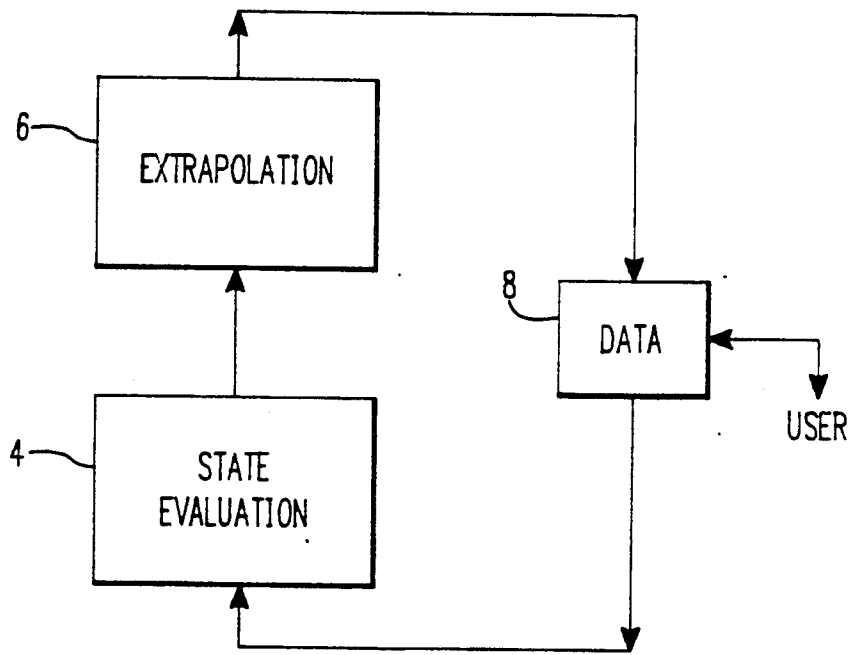 6
EXTRAPOLATION
8
DATA
USER
4
STATE
EVALUATION